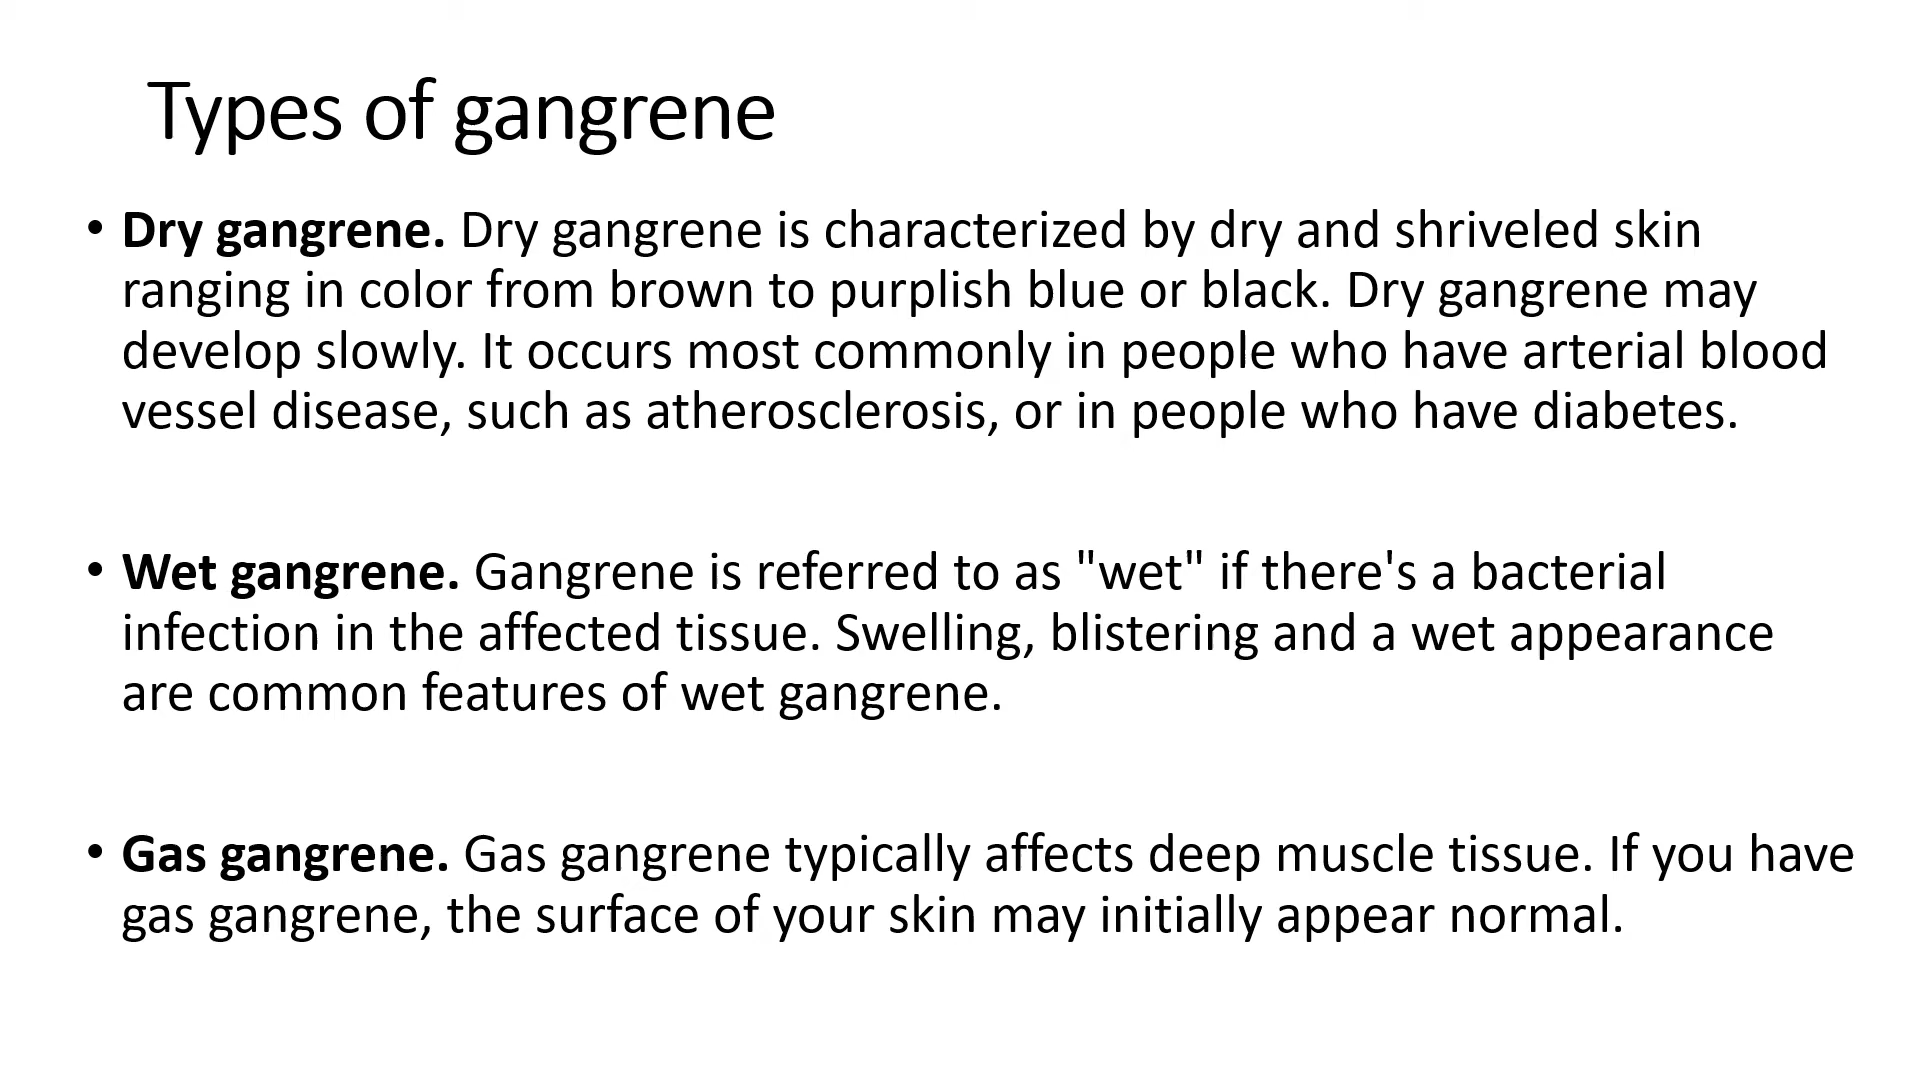 Types of gangrene
• Dry gangrene. Dry gangrene is characterized by dry and shriveled skin
ranging in color from brown to purplish blue or black. Dry gangrene may
develop slowly. It occurs most commonly in people who have arterial blood
vessel disease, such as atherosclerosis, or in people who have diabetes.
• Wet gangrene. Gangrene is referred to as "wet" if there's a bacterial
infection in the affected tissue. Swelling, blistering and a wet appearance
are common features of wet gangrene.
• Gas gangrene. Gas gangrene typically affects deep muscle tissue. If you have
gas gangrene, the surface of your skin may initially appear normal.